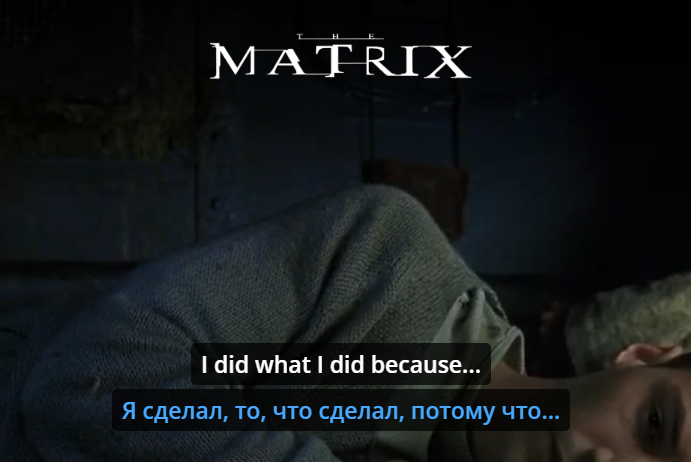 THE
MATRIX
I did what I did because...
Я сделал, то, что сделал, потому что...